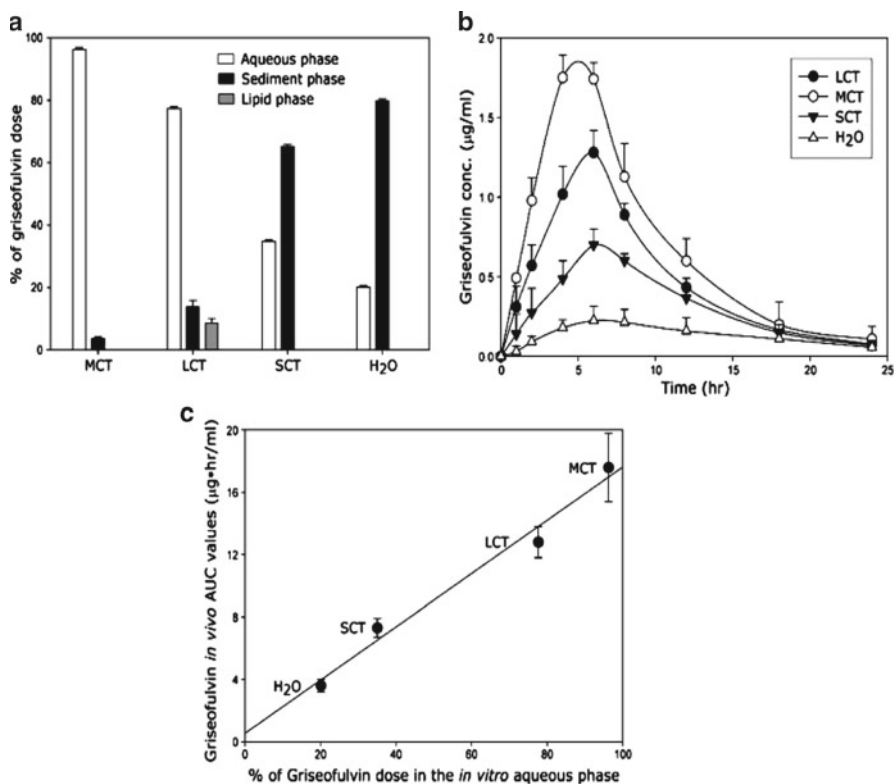 a
100
80
60
40
20
0
% of griseofulvin dose
Aqueous phase
Sediment phase
Lipid phase
MCT LCT SCT H₂O
b
2.0
1.5
1.0
0.5
0.0
Griseofulvin conc. (µg/ml)
LCT
MCT
SCT
H₂O
0 5 10 15 20 25
Time (hr)
c
20
16
12
8
4
0
Griseofulvin in vivo AUC values (µg•hr/ml)
MCT
LCT
SCT
H₂O
0 20 40 60 80 100
% of Griseofulvin dose in the in vitro aqueous phase